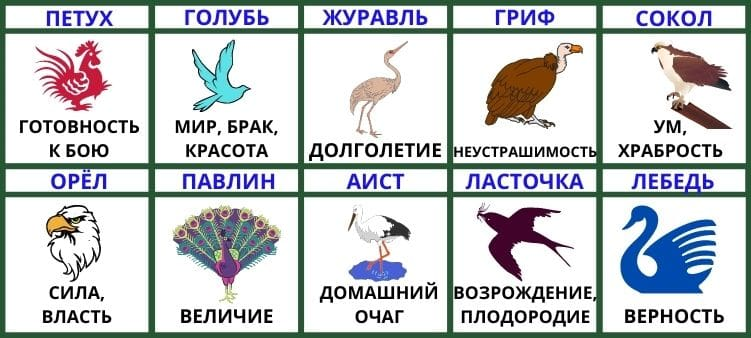 ПЕТУХ
ГОЛУБЬ
ЖУРАВЛЬ
ГРИФ
СОКОЛ
ГОТОВНОСТЬ
К БОЮ
МИР, БРАК,
КРАСОТА
ДОЛГОЛЕТИЕ
НЕУСТРАШИМОСТЬ
УМ,
ХРАБРОСТЬ
ОРЁЛ
ПАВЛИН
АИСТ
ЛАСТОЧКА
ЛЕБЕДЬ
СИЛА,
ВЛАСТЬ
ВЕЛИЧИЕ
ДОМАШНИЙ
ОЧАГ
ВОЗРОЖДЕНИЕ,
ПЛОДОРОДИЕ
ВЕРНОСТЬ